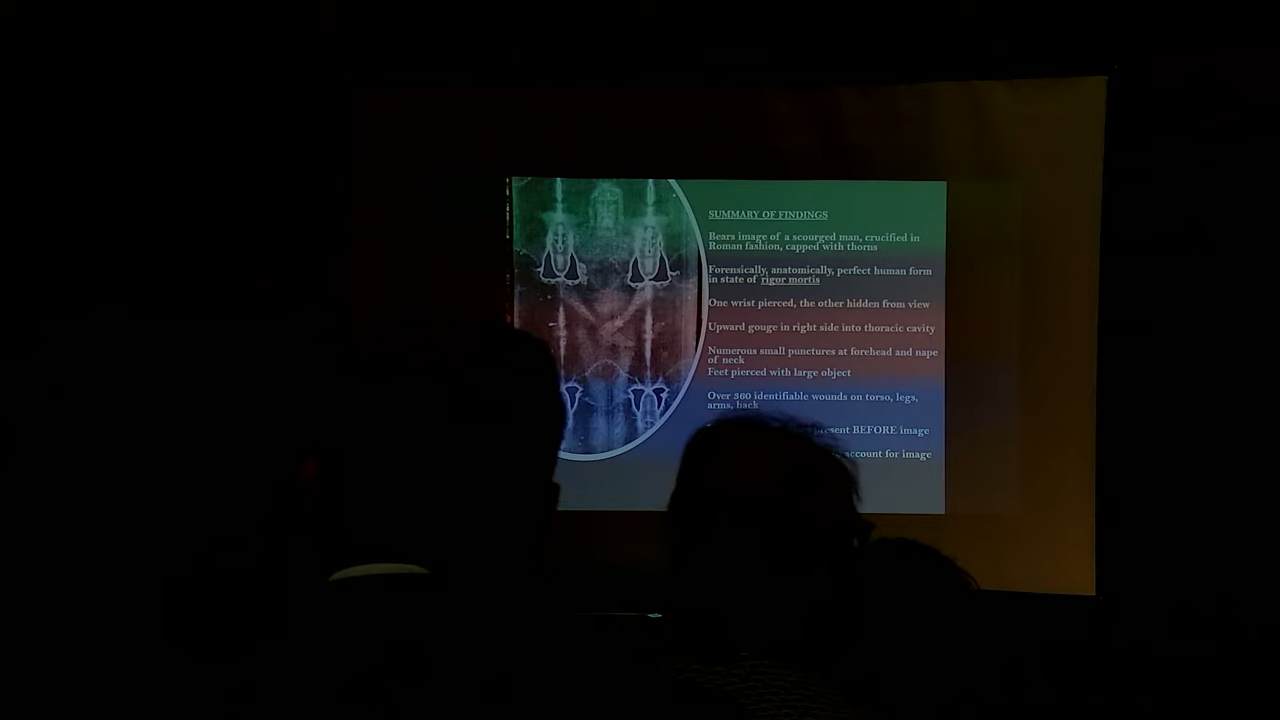 SUMMARY OF FINDINGS
Bears image of a scourged man, crucified in
Roman fashion, capped with thorns
Forensically, anatomically, perfect human form
in state of rigor mortis
One wrist pierced, the other hidden from view
Upward gouge in right side into thoracic cavity
Numerous small punctures at forehead and nape
of neck
Feet pierced with large object
Over 360 identifiable wounds on torso, legs,
arms, back
present BEFORE image
account for image